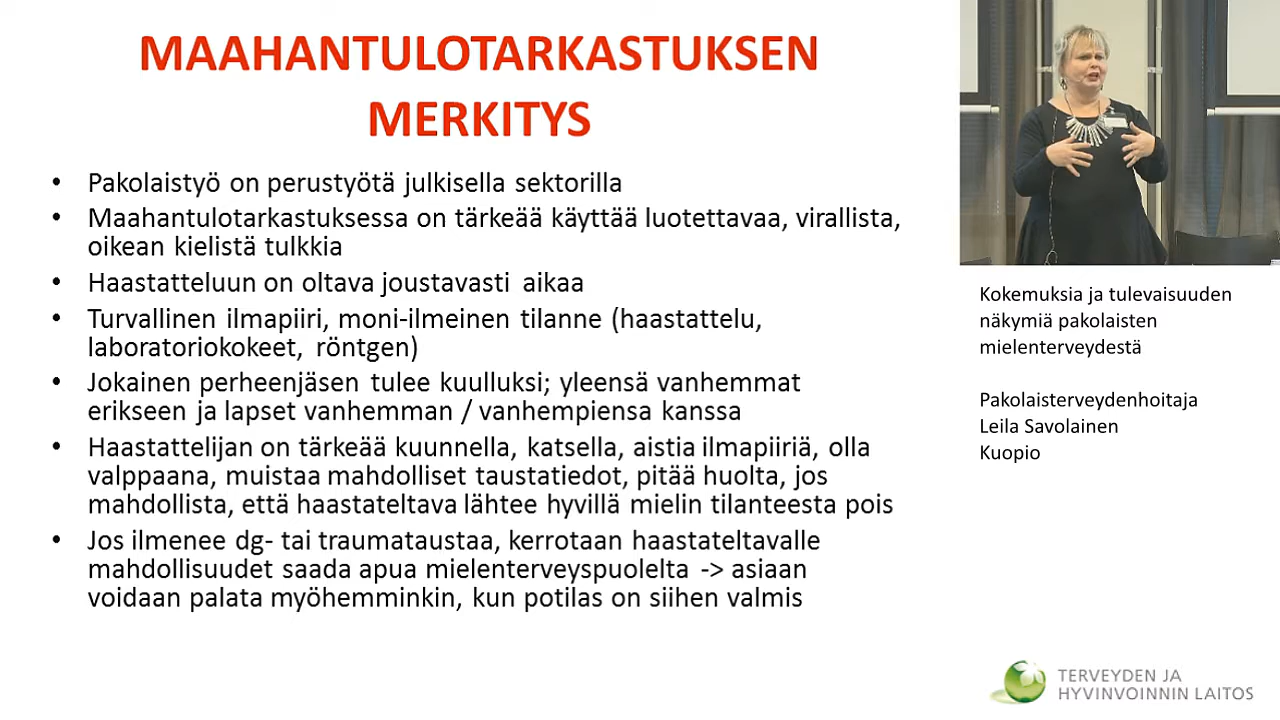 MAAHANTULOTARKASTUKSEN
MERKITYS
• Pakolaistyö on perustyötä julkisella sektorilla
• Maahantulotarkastuksessa on tärkeää käyttää luotettavaa, virallista,
oikean kielistä tulkkia
• Haastatteluun on oltava joustavasti aikaa
• Turvallinen ilmapiiri, moni-ilmeinen tilanne (haastattelu,
laboratoriokokeet, röntgen)
• Jokainen perheenjäsen tulee kuulluksi; yleensä vanhemmat
erikseen ja lapset vanhemman / vanhempiensa kanssa
• Haastattelijan on tärkeää kuunnella, katsella, aistia ilmapiiriä, olla
valppaana, muistaa mahdolliset taustatiedot, pitää huolta, jos
mahdollista, että haastateltava lähtee hyvillä mielin tilanteesta pois
• Jos ilmenee dg- tai traumataustaa, kerrotaan haastateltavalle
mahdollisuudet saada apua mielenterveyspuolelta -> asiaan
voidaan palata myöhemminkin, kun potilas on siihen valmis
Kokemuksia ja tulevaisuuden
näkymiä pakolaisten
mielenterveydestä
Pakolaisterveydenhoitaja
Leila Savolainen
Kuopio
TERVEYDEN JA
HYVINVOINNIN LAITOS